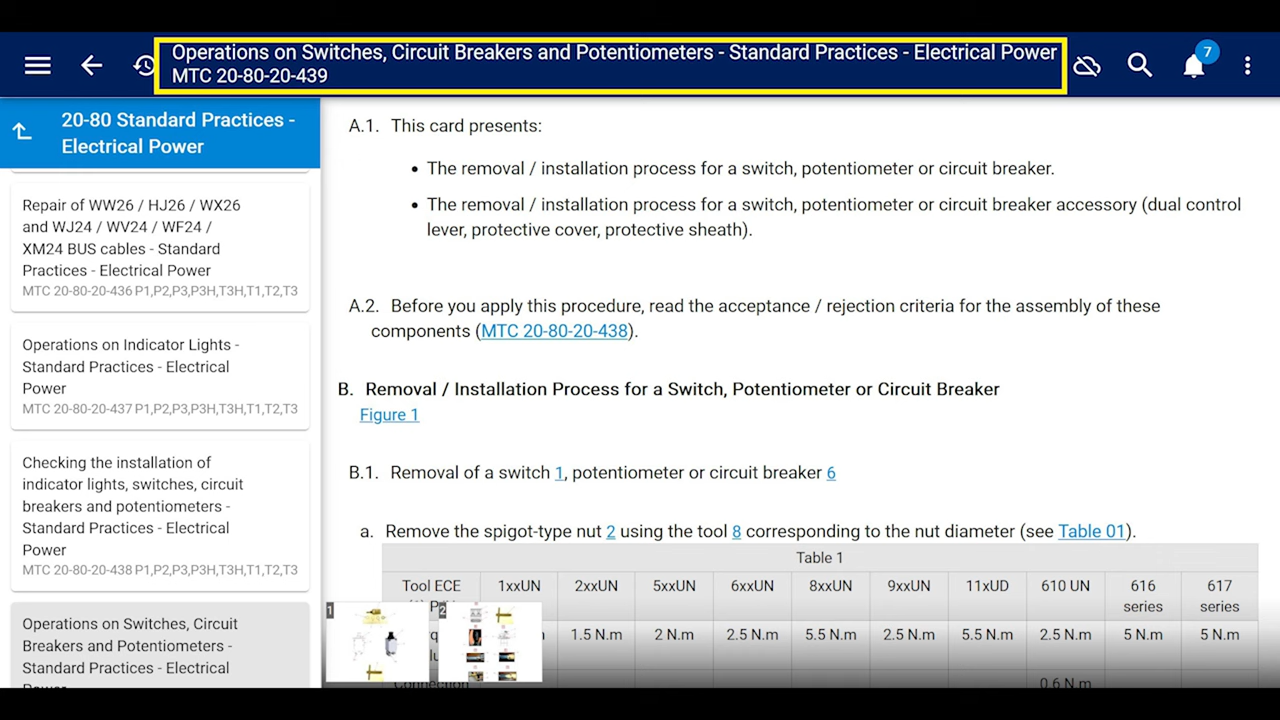 Operations on Switches, Circuit Breakers and Potentiometers - Standard Practices - Electrical Power
MTC 20-80-20-439
7
20-80 Standard Practices -
Electrical Power
Repair of WW26 / HJ26 / WX26
and WJ24 / WV24 / WF24 /
XM24 BUS cables - Standard
Practices - Electrical Power
MTC 20-80-20-436 P1,P2,P3,P3H,T3H,T1,T2,T3
Operations on Indicator Lights -
Standard Practices - Electrical
Power
MTC 20-80-20-437 P1,P2,P3,P3H,T3H,T1,T2,T3
Checking the installation of
indicator lights, switches, circuit
breakers and potentiometers -
Standard Practices - Electrical
Power
MTC 20-80-20-438 P1,P2,P3,P3H,T3H,T1,T2,T3
Operations on Switches, Circuit
Breakers and Potentiometers -
Standard Practices - Electrical
A.1. This card presents:
• The removal / installation process for a switch, potentiometer or circuit breaker.
• The removal / installation process for a switch, potentiometer or circuit breaker accessory (dual control
lever, protective cover, protective sheath).
A.2. Before you apply this procedure, read the acceptance / rejection criteria for the assembly of these
components (MTC 20-80-20-438).
B. Removal / Installation Process for a Switch, Potentiometer or Circuit Breaker
Figure 1
B.1. Removal of a switch 1, potentiometer or circuit breaker 6
a. Remove the spigot-type nut 2 using the tool 8 corresponding to the nut diameter (see Table 01).
Table 1
Tool ECE 1xxUN 2xxUN 5xxUN 6xxUN 8xxUN 9xxUN 11xUD 610 UN 616 617
series series
1.5 N.m 2 N.m 2.5 N.m 5.5 N.m 2.5 N.m 5.5 N.m 2.5 N.m 5 N.m 5 N.m
0.6 N.m
1 2